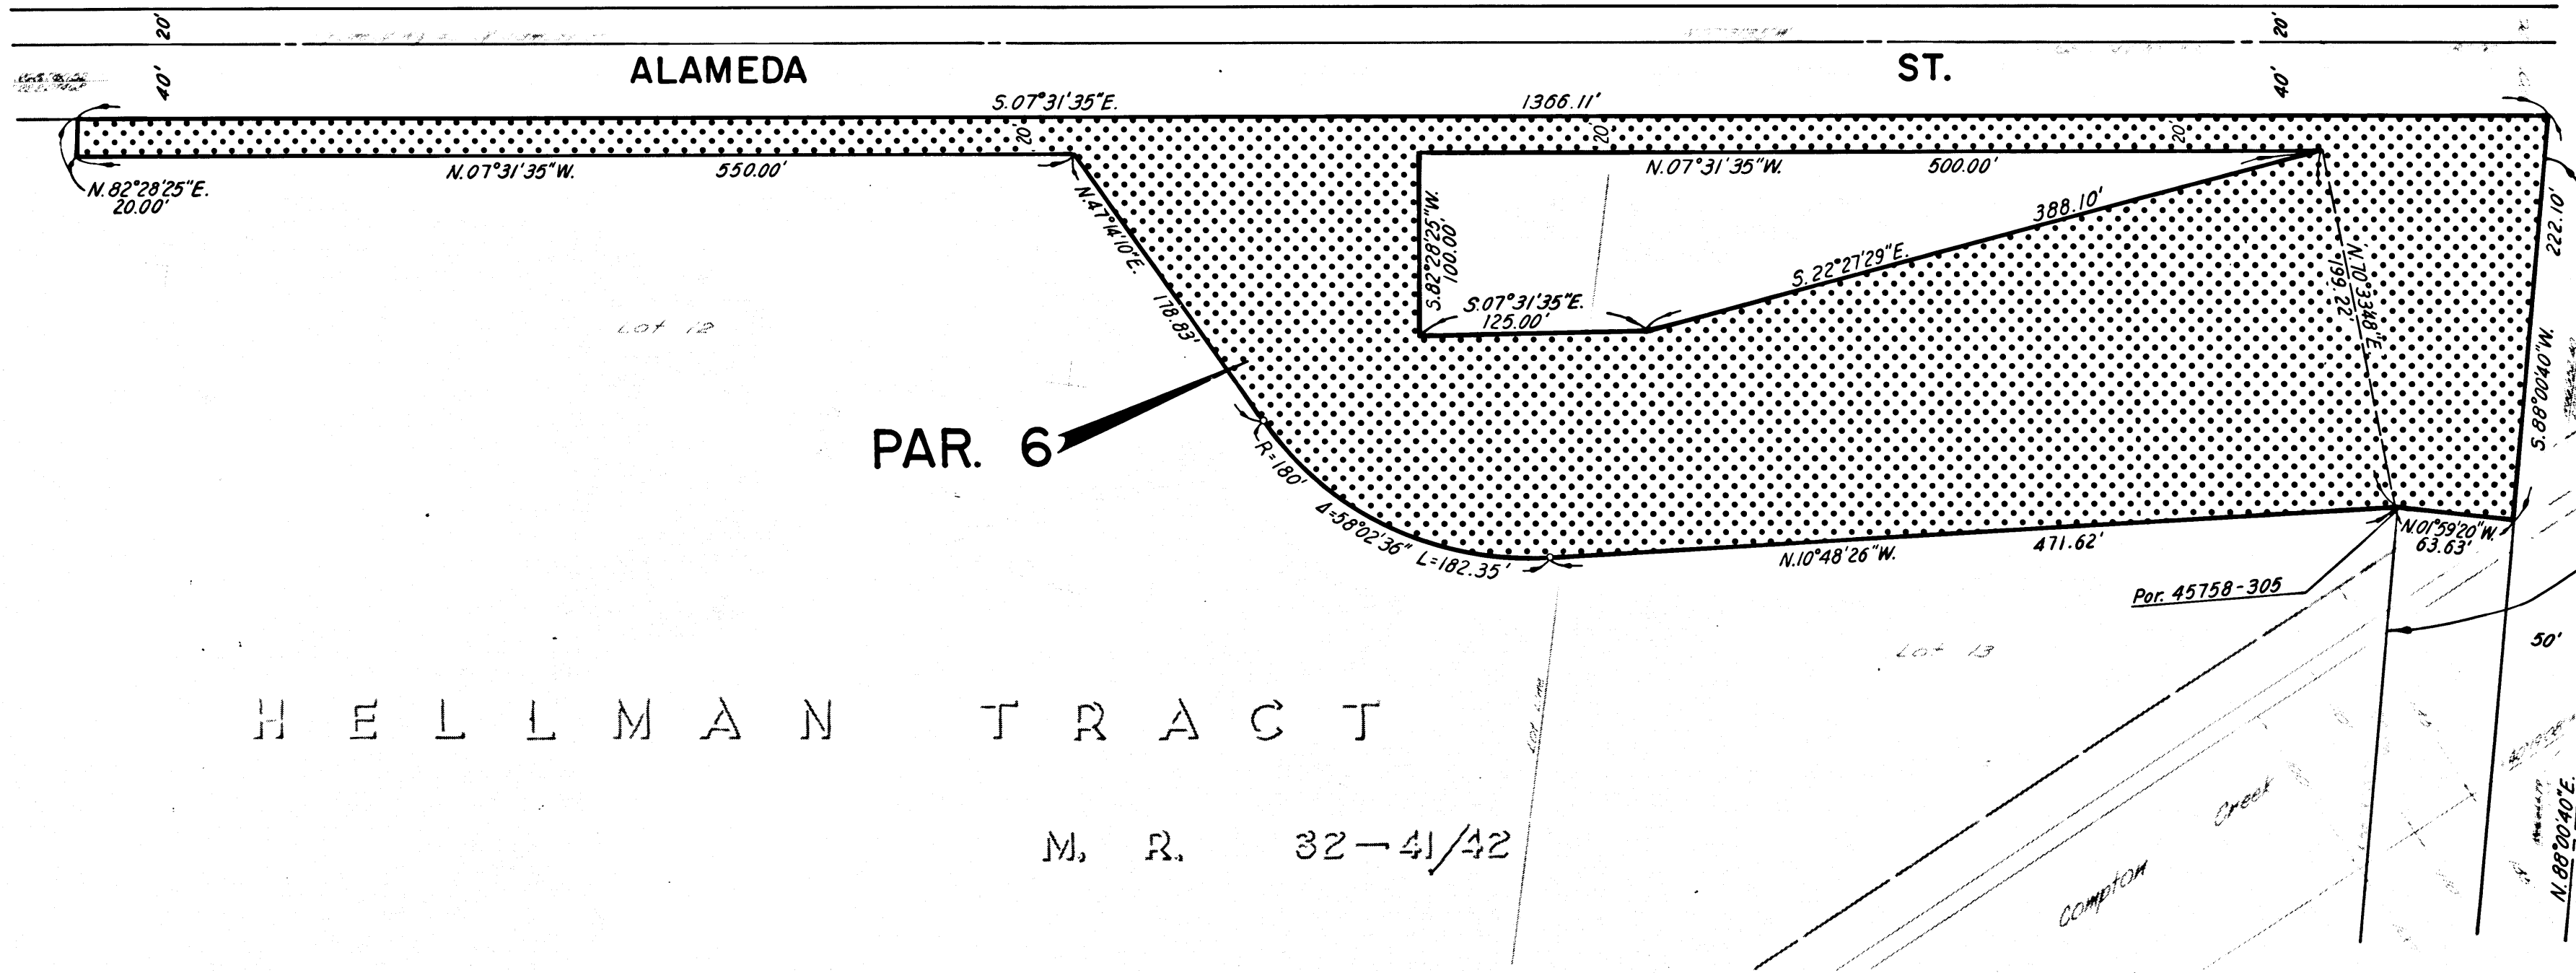 20'
20'
ALAMEDA
ST.
40'
40'
S.07°31'35"E.
1366.11'
20'
20'
20'
N.07°31'35"W.
550.00'
N.07°31'35"W.
500.00'
N.82°28'25"E.
20.00'
N.47°14'10"E.
178.83'
S.82°28'25"W.
100.00'
388.10'
S.22°27'29"E.
S.07°31'35"E.
125.00'
N.70°33'48"E.
199.22'
222.10'
S.88°00'40"W.
Lot 12
PAR. 6
R=180'
Δ=58°02'36" L=182.35'
N.10°48'26"W.
471.62'
N.01°59'20"W.
63.63'
Por. 45758-305
50'
Lot 13
HELLMAN TRACT
M. R. 32-41/42
Compton Creek
N.88°00'40"E.